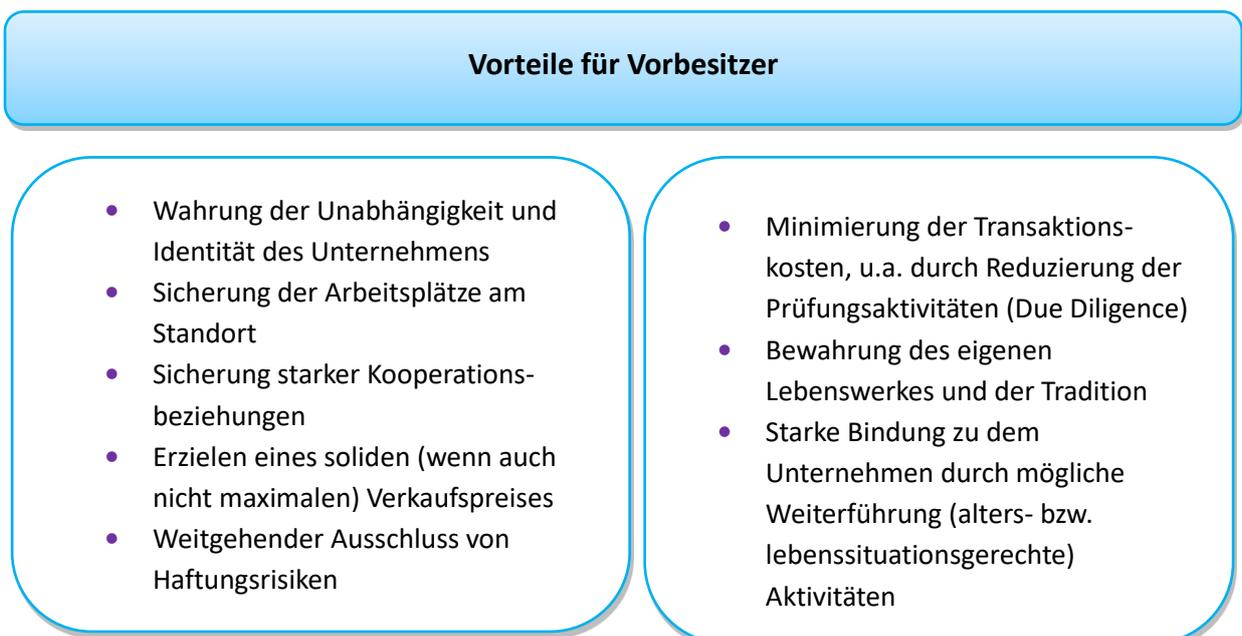 Vorteile für Vorbesitzer
• Wahrung der Unabhängigkeit und
Identität des Unternehmens
• Sicherung der Arbeitsplätze am
Standort
• Sicherung starker Kooperations-
beziehungen
• Erzielen eines soliden (wenn auch
nicht maximalen) Verkaufspreises
• Weitgehender Ausschluss von
Haftungsrisiken
• Minimierung der Transaktions-
kosten, u.a. durch Reduzierung der
Prüfungsaktivitäten (Due Diligence)
• Bewahrung des eigenen
Lebenswerkes und der Tradition
• Starke Bindung zu dem
Unternehmen durch mögliche
Weiterführung (alters- bzw.
lebenssituationsgerechte)
Aktivitäten